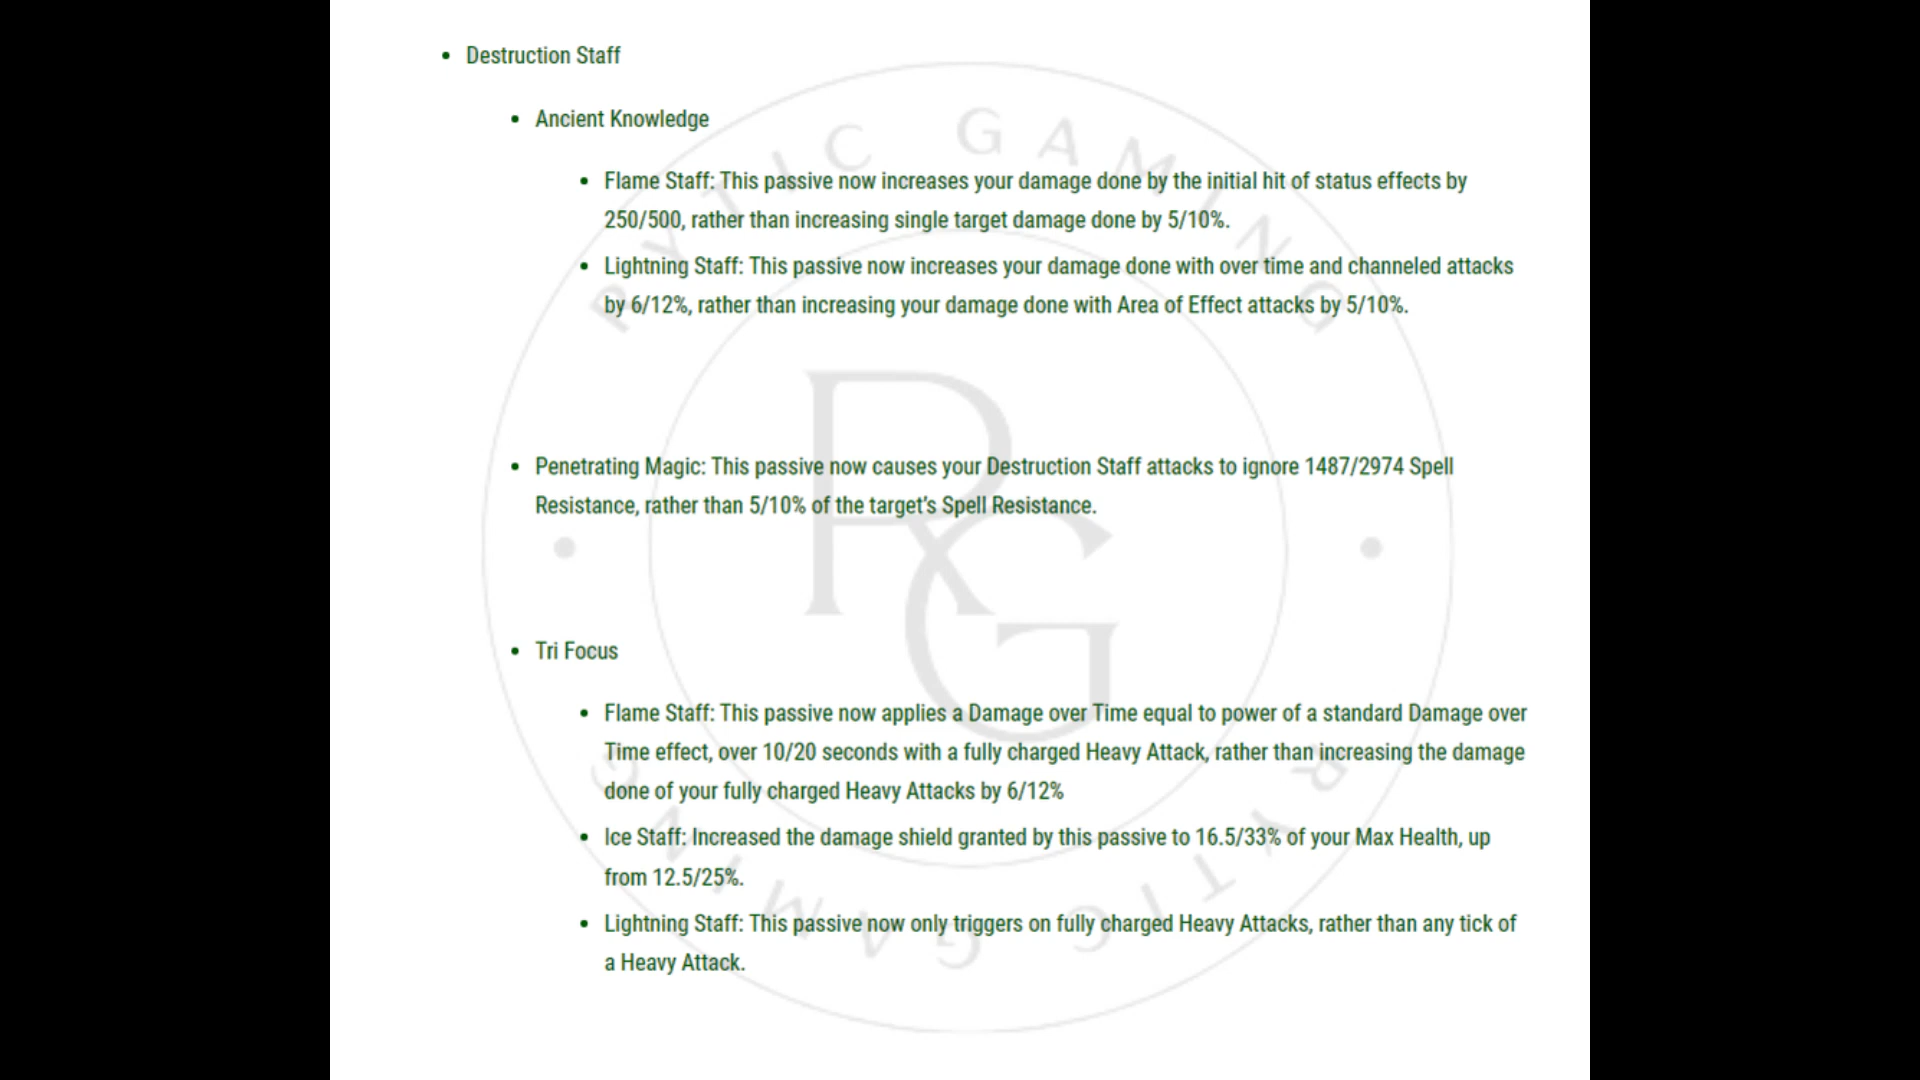 Destruction Staff
Ancient Knowledge
Flame Staff: This passive now increases your damage done by the initial hit of status effects by
250/500, rather than increasing single target damage done by 5/10%.
Lightning Staff: This passive now increases your damage done with over time and channeled attacks
by 6/12%, rather than increasing your damage done with Area of Effect attacks by 5/10%.
Penetrating Magic: This passive now causes your Destruction Staff attacks to ignore 1487/2974 Spell
Resistance, rather than 5/10% of the target's Spell Resistance.
Tri Focus
Flame Staff: This passive now applies a Damage over Time equal to power of a standard Damage over
Time effect, over 10/20 seconds with a fully charged Heavy Attack, rather than increasing the damage
done of your fully charged Heavy Attacks by 6/12%
Ice Staff: Increased the damage shield granted by this passive to 16.5/33% of your Max Health, up
from 12.5/25%.
Lightning Staff: This passive now only triggers on fully charged Heavy Attacks, rather than any tick of
a Heavy Attack.
RYTIC GAMING
RG
RYTIC GAMING